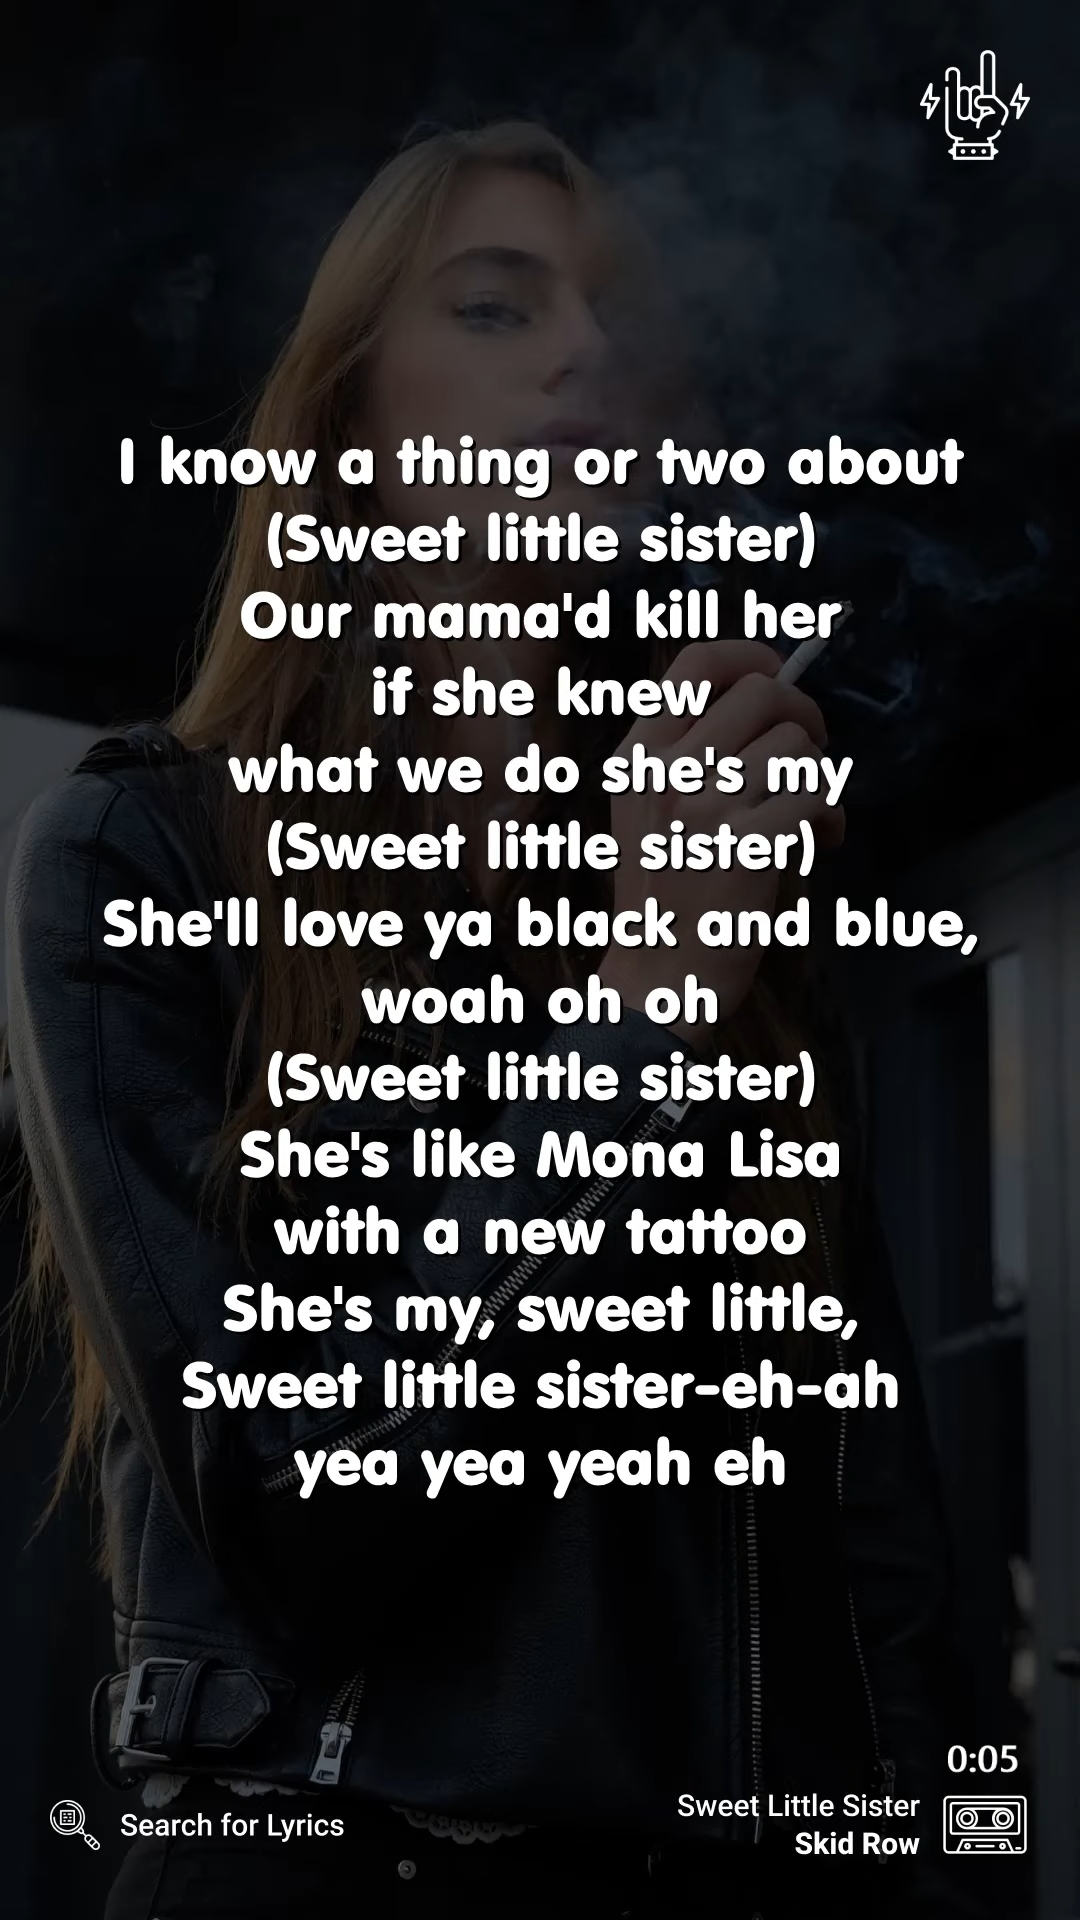 I know a thing or two about
(Sweet little sister)
Our mama'd kill her
if she knew
what we do she's my
(Sweet little sister)
She'll love ya black and blue,
woah oh oh
(Sweet little sister)
She's like Mona Lisa
with a new tattoo
She's my, sweet little,
Sweet little sister-eh-ah
yea yea yeah eh
0:05
Search for Lyrics
Sweet Little Sister
Skid Row